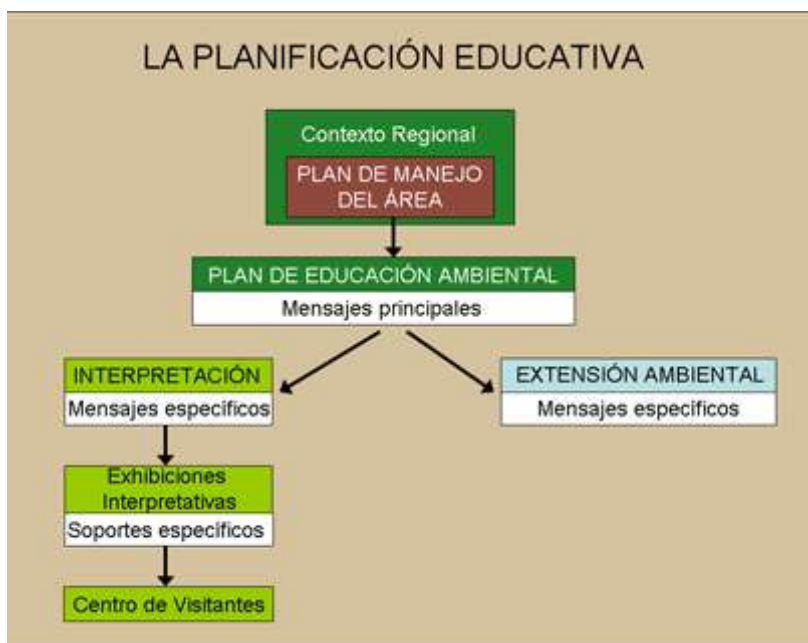 LA PLANIFICACIÓN EDUCATIVA
Contexto Regional
PLAN DE MANEJO
DEL ÁREA
PLAN DE EDUCACIÓN AMBIENTAL
Mensajes principales
INTERPRETACIÓN
Mensajes específicos
EXTENSIÓN AMBIENTAL
Mensajes específicos
Exhibiciones
Interpretativas
Soportes específicos
Centro de Visitantes